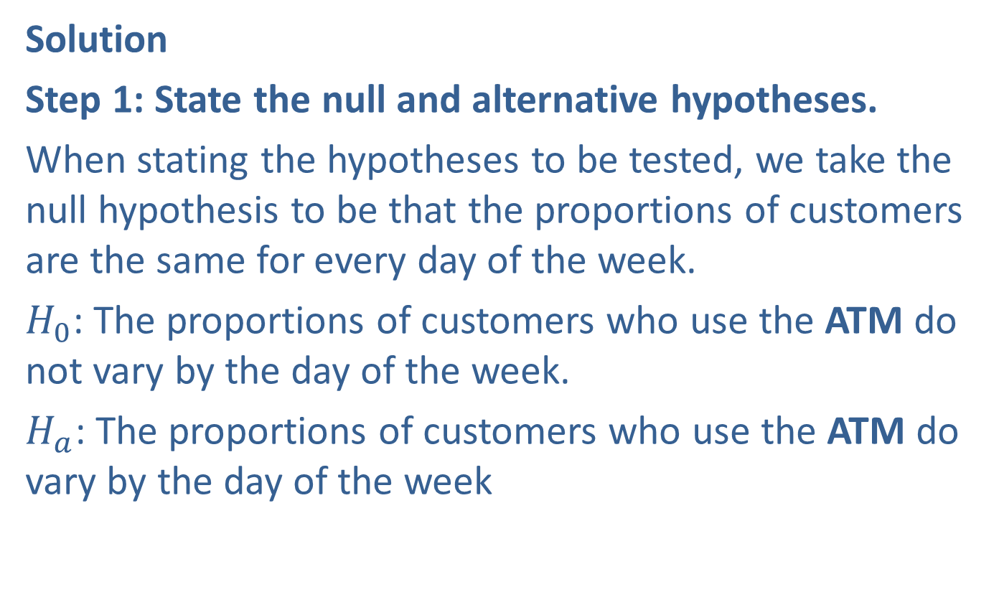 Solution
Step 1: State the null and alternative hypotheses.
When stating the hypotheses to be tested, we take the
null hypothesis to be that the proportions of customers
are the same for every day of the week.
H₀: The proportions of customers who use the ATM do
not vary by the day of the week.
Hₐ: The proportions of customers who use the ATM do
vary by the day of the week